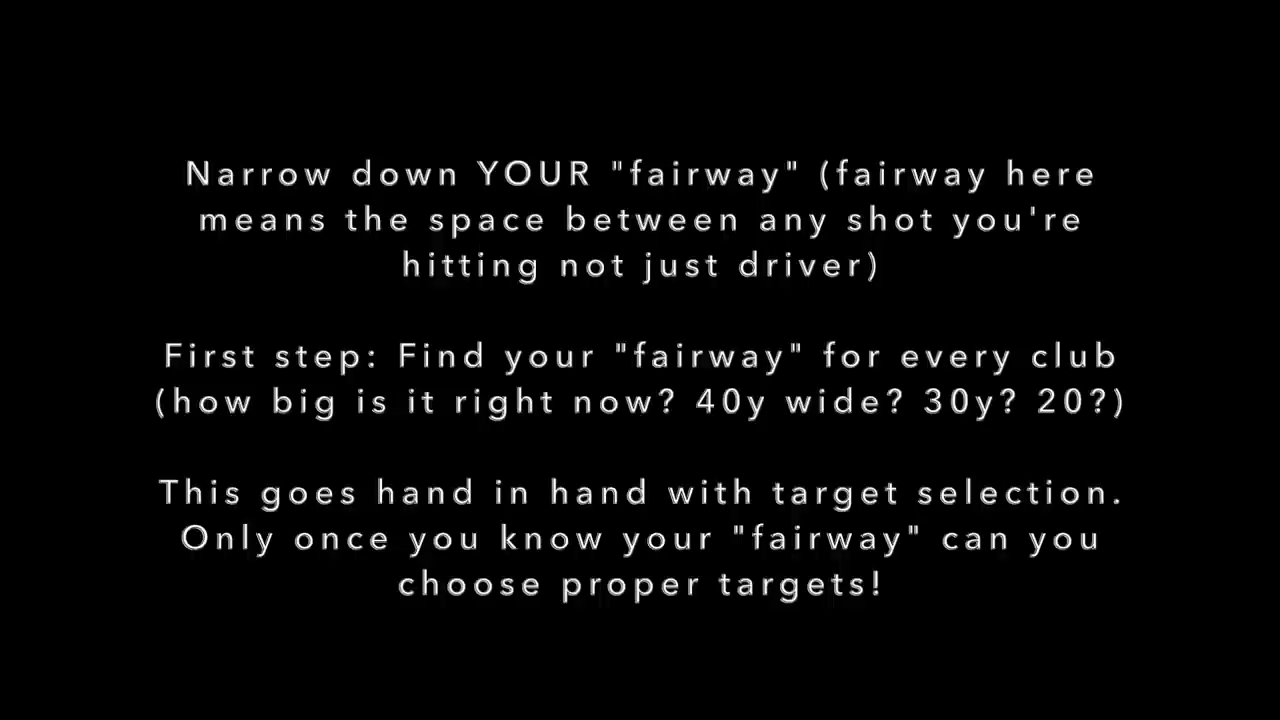 Narrow down YOUR "fairway" (fairway here
means the space between any shot you're
hitting not just driver)
First step: Find your "fairway" for every club
(how big is it right now? 40y wide? 30y? 20?)
This goes hand in hand with target selection.
Only once you know your "fairway" can you
choose proper targets!